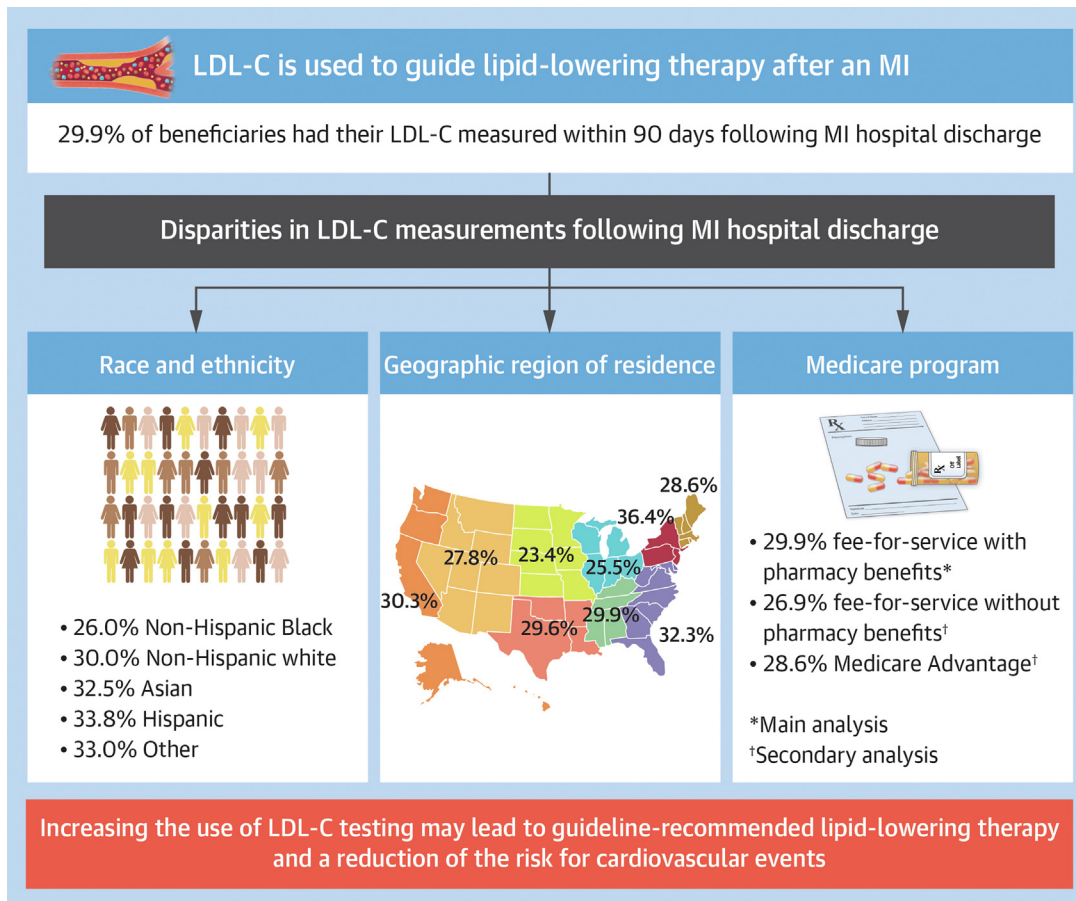 LDL-C is used to guide lipid-lowering therapy after an MI
29.9% of beneficiaries had their LDL-C measured within 90 days following MI hospital discharge
Disparities in LDL-C measurements following MI hospital discharge
Race and ethnicity
• 26.0% Non-Hispanic Black
• 30.0% Non-Hispanic white
• 32.5% Asian
• 33.8% Hispanic
• 33.0% Other
Geographic region of residence
28.6%
36.4%
27.8%
23.4%
25.5%
30.3%
29.6%
29.9%
32.3%
Medicare program
Rx
Rx
Off
Label
• 29.9% fee-for-service with
pharmacy benefits*
• 26.9% fee-for-service without
pharmacy benefits†
• 28.6% Medicare Advantage†
*Main analysis
†Secondary analysis
Increasing the use of LDL-C testing may lead to guideline-recommended lipid-lowering therapy
and a reduction of the risk for cardiovascular events